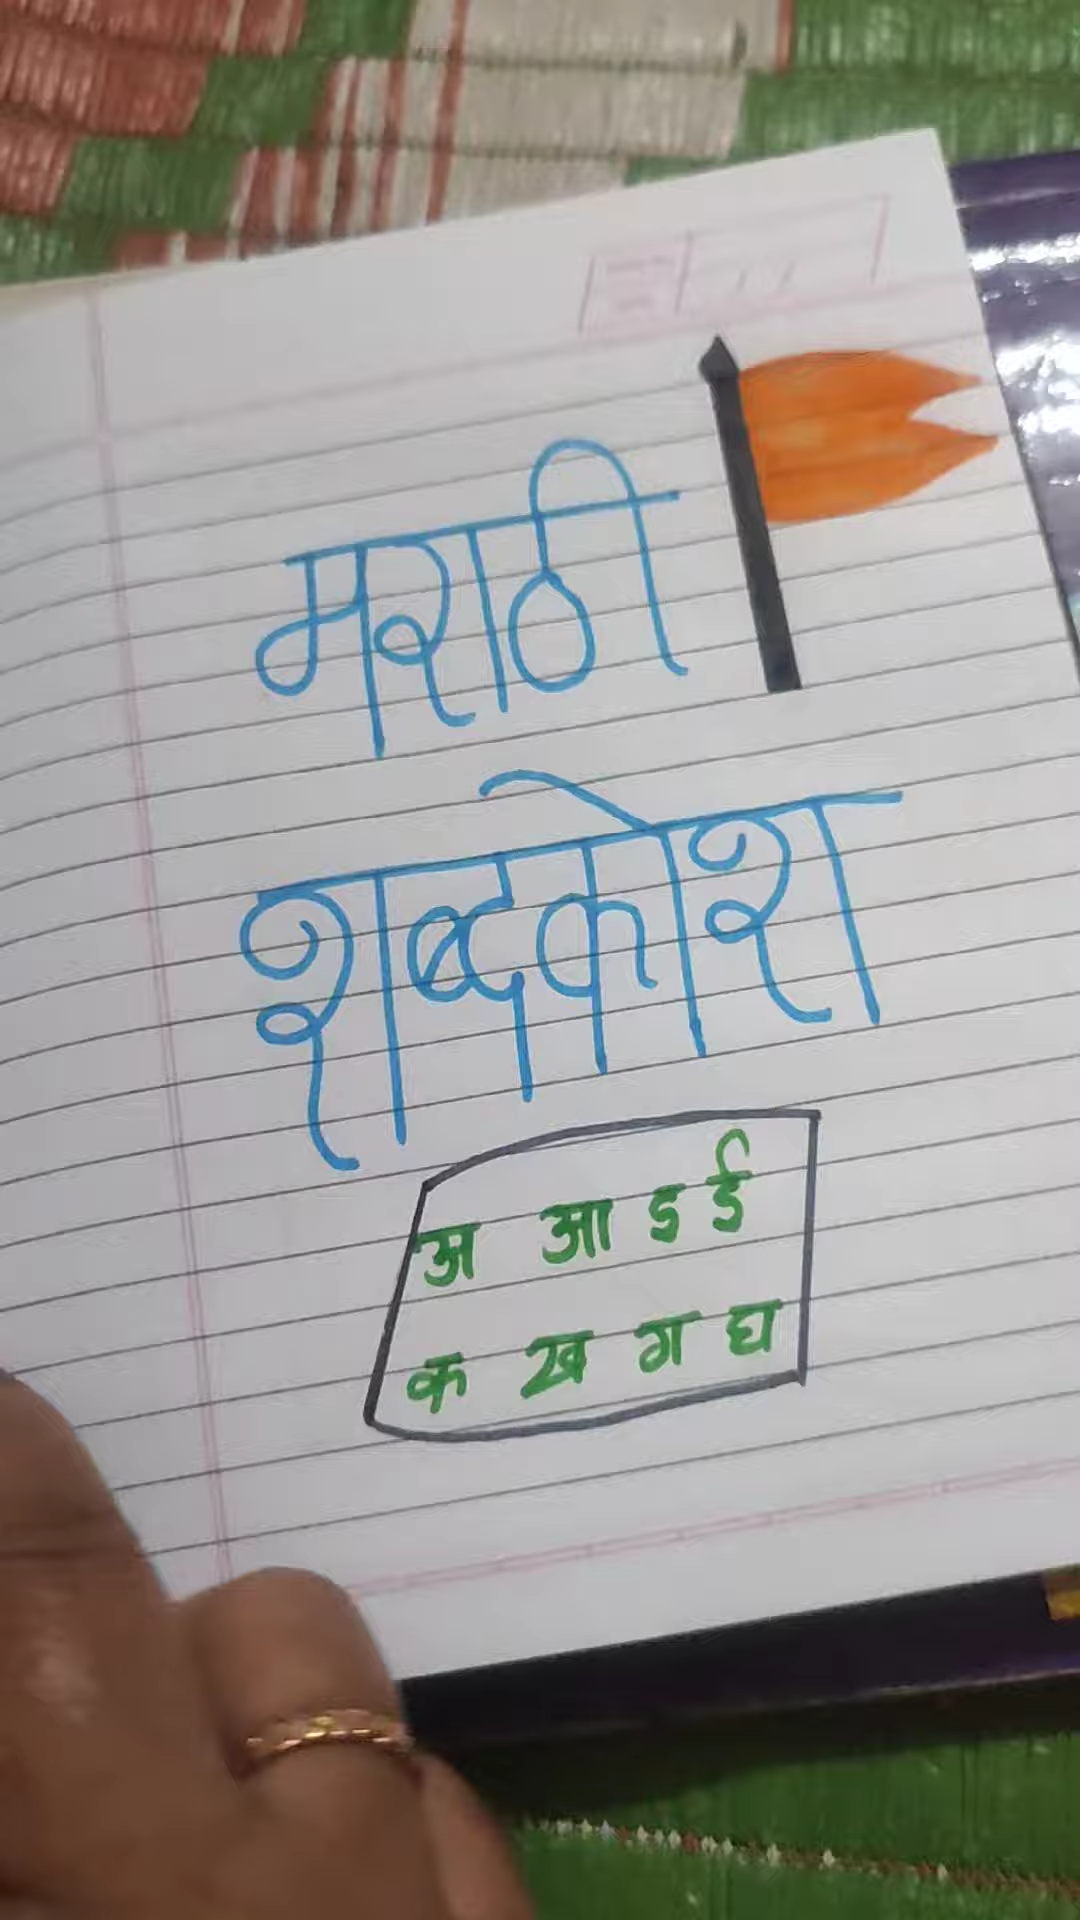 मराठी
शब्दकोश
अ आ इ ई
क ख ग घ